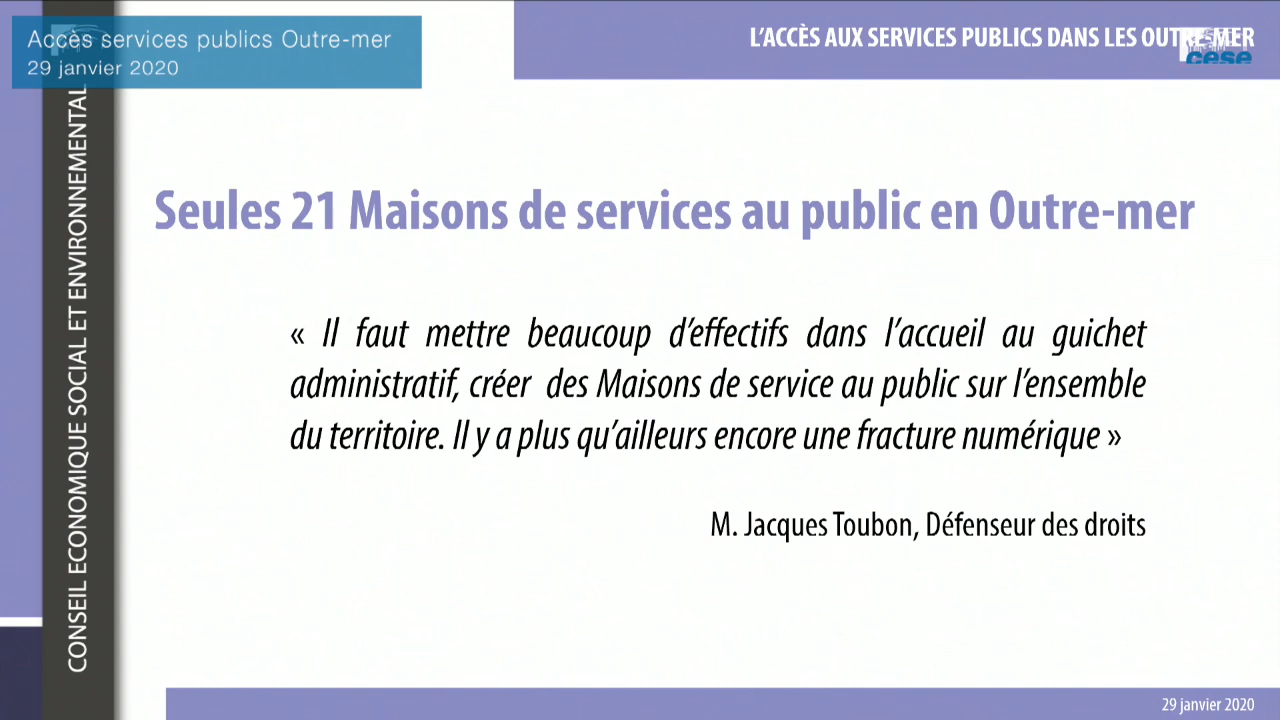 Accès services publics Outre-mer
29 janvier 2020
L’ACCÈS AUX SERVICES PUBLICS DANS LES OUTRE-MER
cese
CONSEIL ECONOMIQUE SOCIAL ET ENVIRONNEMENTAL
Seules 21 Maisons de services au public en Outre-mer
« Il faut mettre beaucoup d’effectifs dans l’accueil au guichet
administratif, créer des Maisons de service au public sur l’ensemble
du territoire. Il y a plus qu’ailleurs encore une fracture numérique »
M. Jacques Toubon, Défenseur des droits
29 janvier 2020